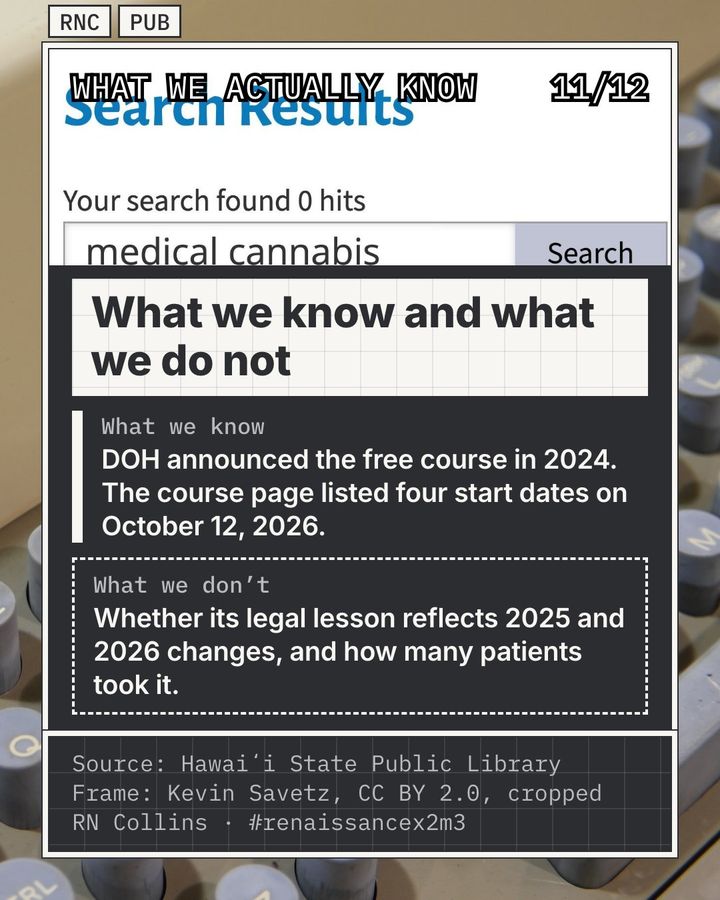 RNC PUB
WHAT WE ACTUALLY KNOW 11/12
Search Results
Your search found 0 hits
medical cannabis Search
What we know and what
we do not
What we know
DOH announced the free course in 2024.
The course page listed four start dates on
October 12, 2026.
What we don’t
Whether its legal lesson reflects 2025 and
2026 changes, and how many patients
took it.
Source: Hawaiʻi State Public Library
Frame: Kevin Savetz, CC BY 2.0, cropped
RN Collins · #renaissancex2m3
L
M
Q